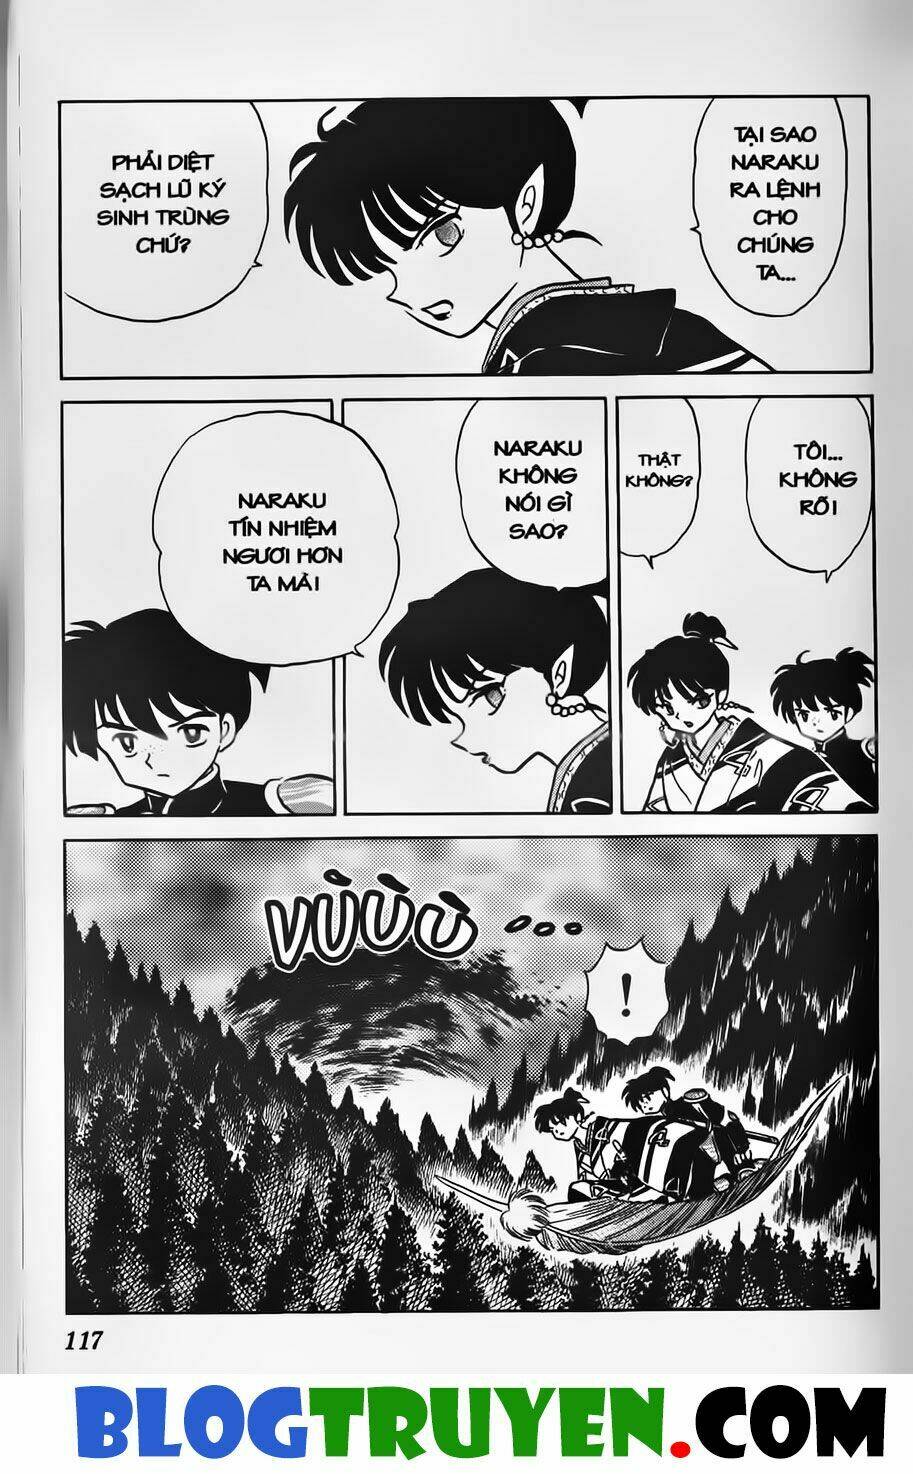 TẠI SAO
NARAKU
RA LỆNH
CHO
CHÚNG
TA...
PHẢI DIỆT
SẠCH LŨ KÝ
SINH TRÙNG
CHỨ?
TÔI...
KHÔNG
RÕ!
THẬT
KHÔNG?
NARAKU
KHÔNG
NÓI GÌ
SAO?
NARAKU
TÍN NHIỆM
NGƯƠI HƠN
TA MÀ!
VÙÙÙ...
!
117
BLOGTRUYEN.COM